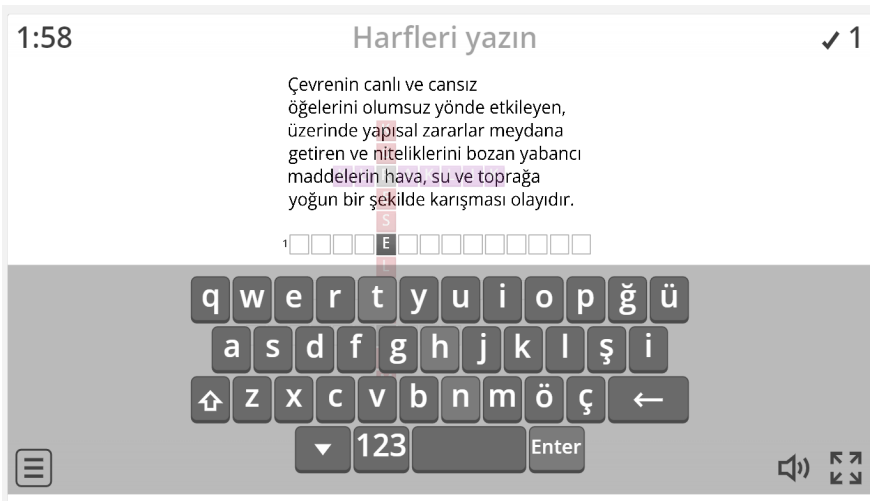 1:58
Harfleri yazın
✓ 1
Çevrenin canlı ve cansız
öğelerini olumsuz yönde etkileyen,
üzerinde yapısal zararlar meydana
getiren ve niteliklerini bozan yabancı
maddelerin hava, su ve toprağa
yoğun bir şekilde karışması olayıdır.
S
1 E
L
q w e r t y u i o p ğ ü
a s d f g h j k l ş i
z x c v b n m ö ç ←
▼ 123 Enter